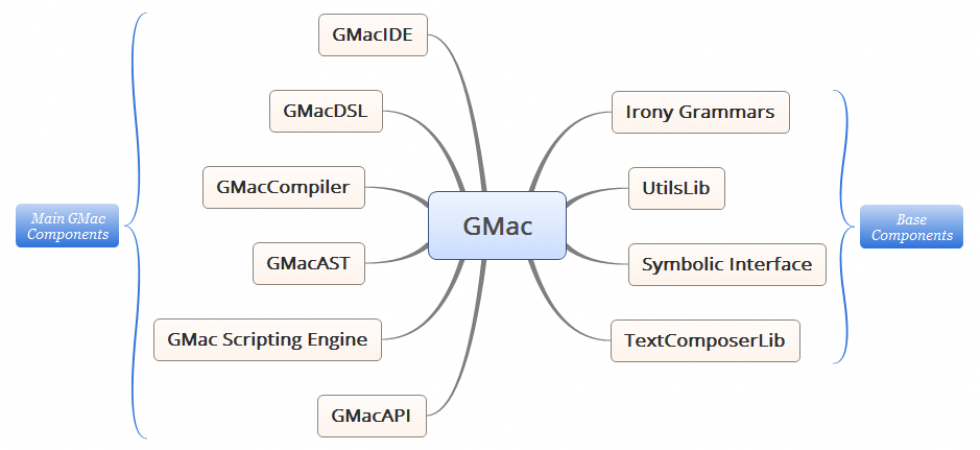 GMacIDE
GMacDSL
GMacCompiler
GMacAST
GMac Scripting Engine
GMacAPI
Main GMac
Components
GMac
Irony Grammars
UtilsLib
Symbolic Interface
TextComposerLib
Base
Components